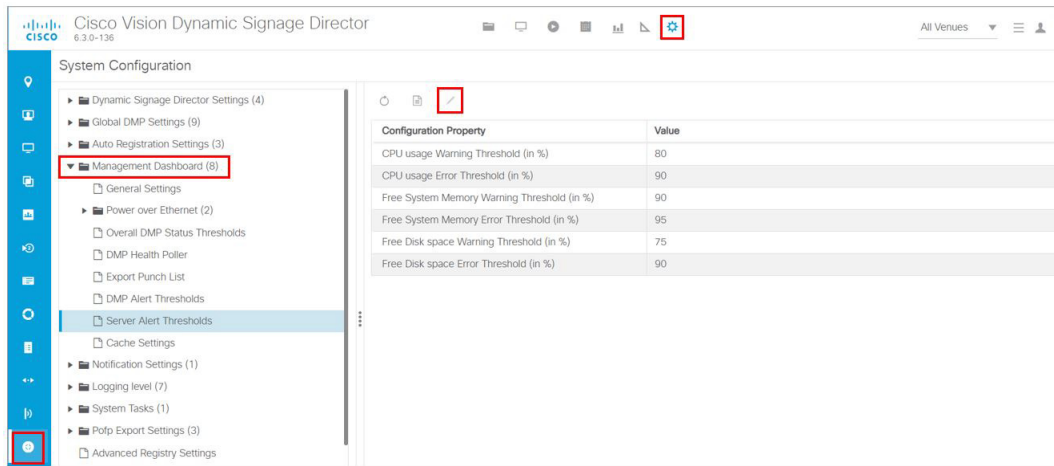 Cisco Vision Dynamic Signage Director
CISCO
6.3.0-136
All Venues
System Configuration
Dynamic Signage Director Settings (4)
Global DMP Settings (9)
Auto Registration Settings (3)
Management Dashboard (8)
General Settings
Power over Ethernet (2)
Overall DMP Status Thresholds
DMP Health Poller
Export Punch List
DMP Alert Thresholds
Server Alert Thresholds
Cache Settings
Notification Settings (1)
Logging level (7)
System Tasks (1)
Pofp Export Settings (3)
Advanced Registry Settings
Configuration Property Value
CPU usage Warning Threshold (in %) 80
CPU usage Error Threshold (in %) 90
Free System Memory Warning Threshold (in %) 90
Free System Memory Error Threshold (in %) 95
Free Disk space Warning Threshold (in %) 75
Free Disk space Error Threshold (in %) 90